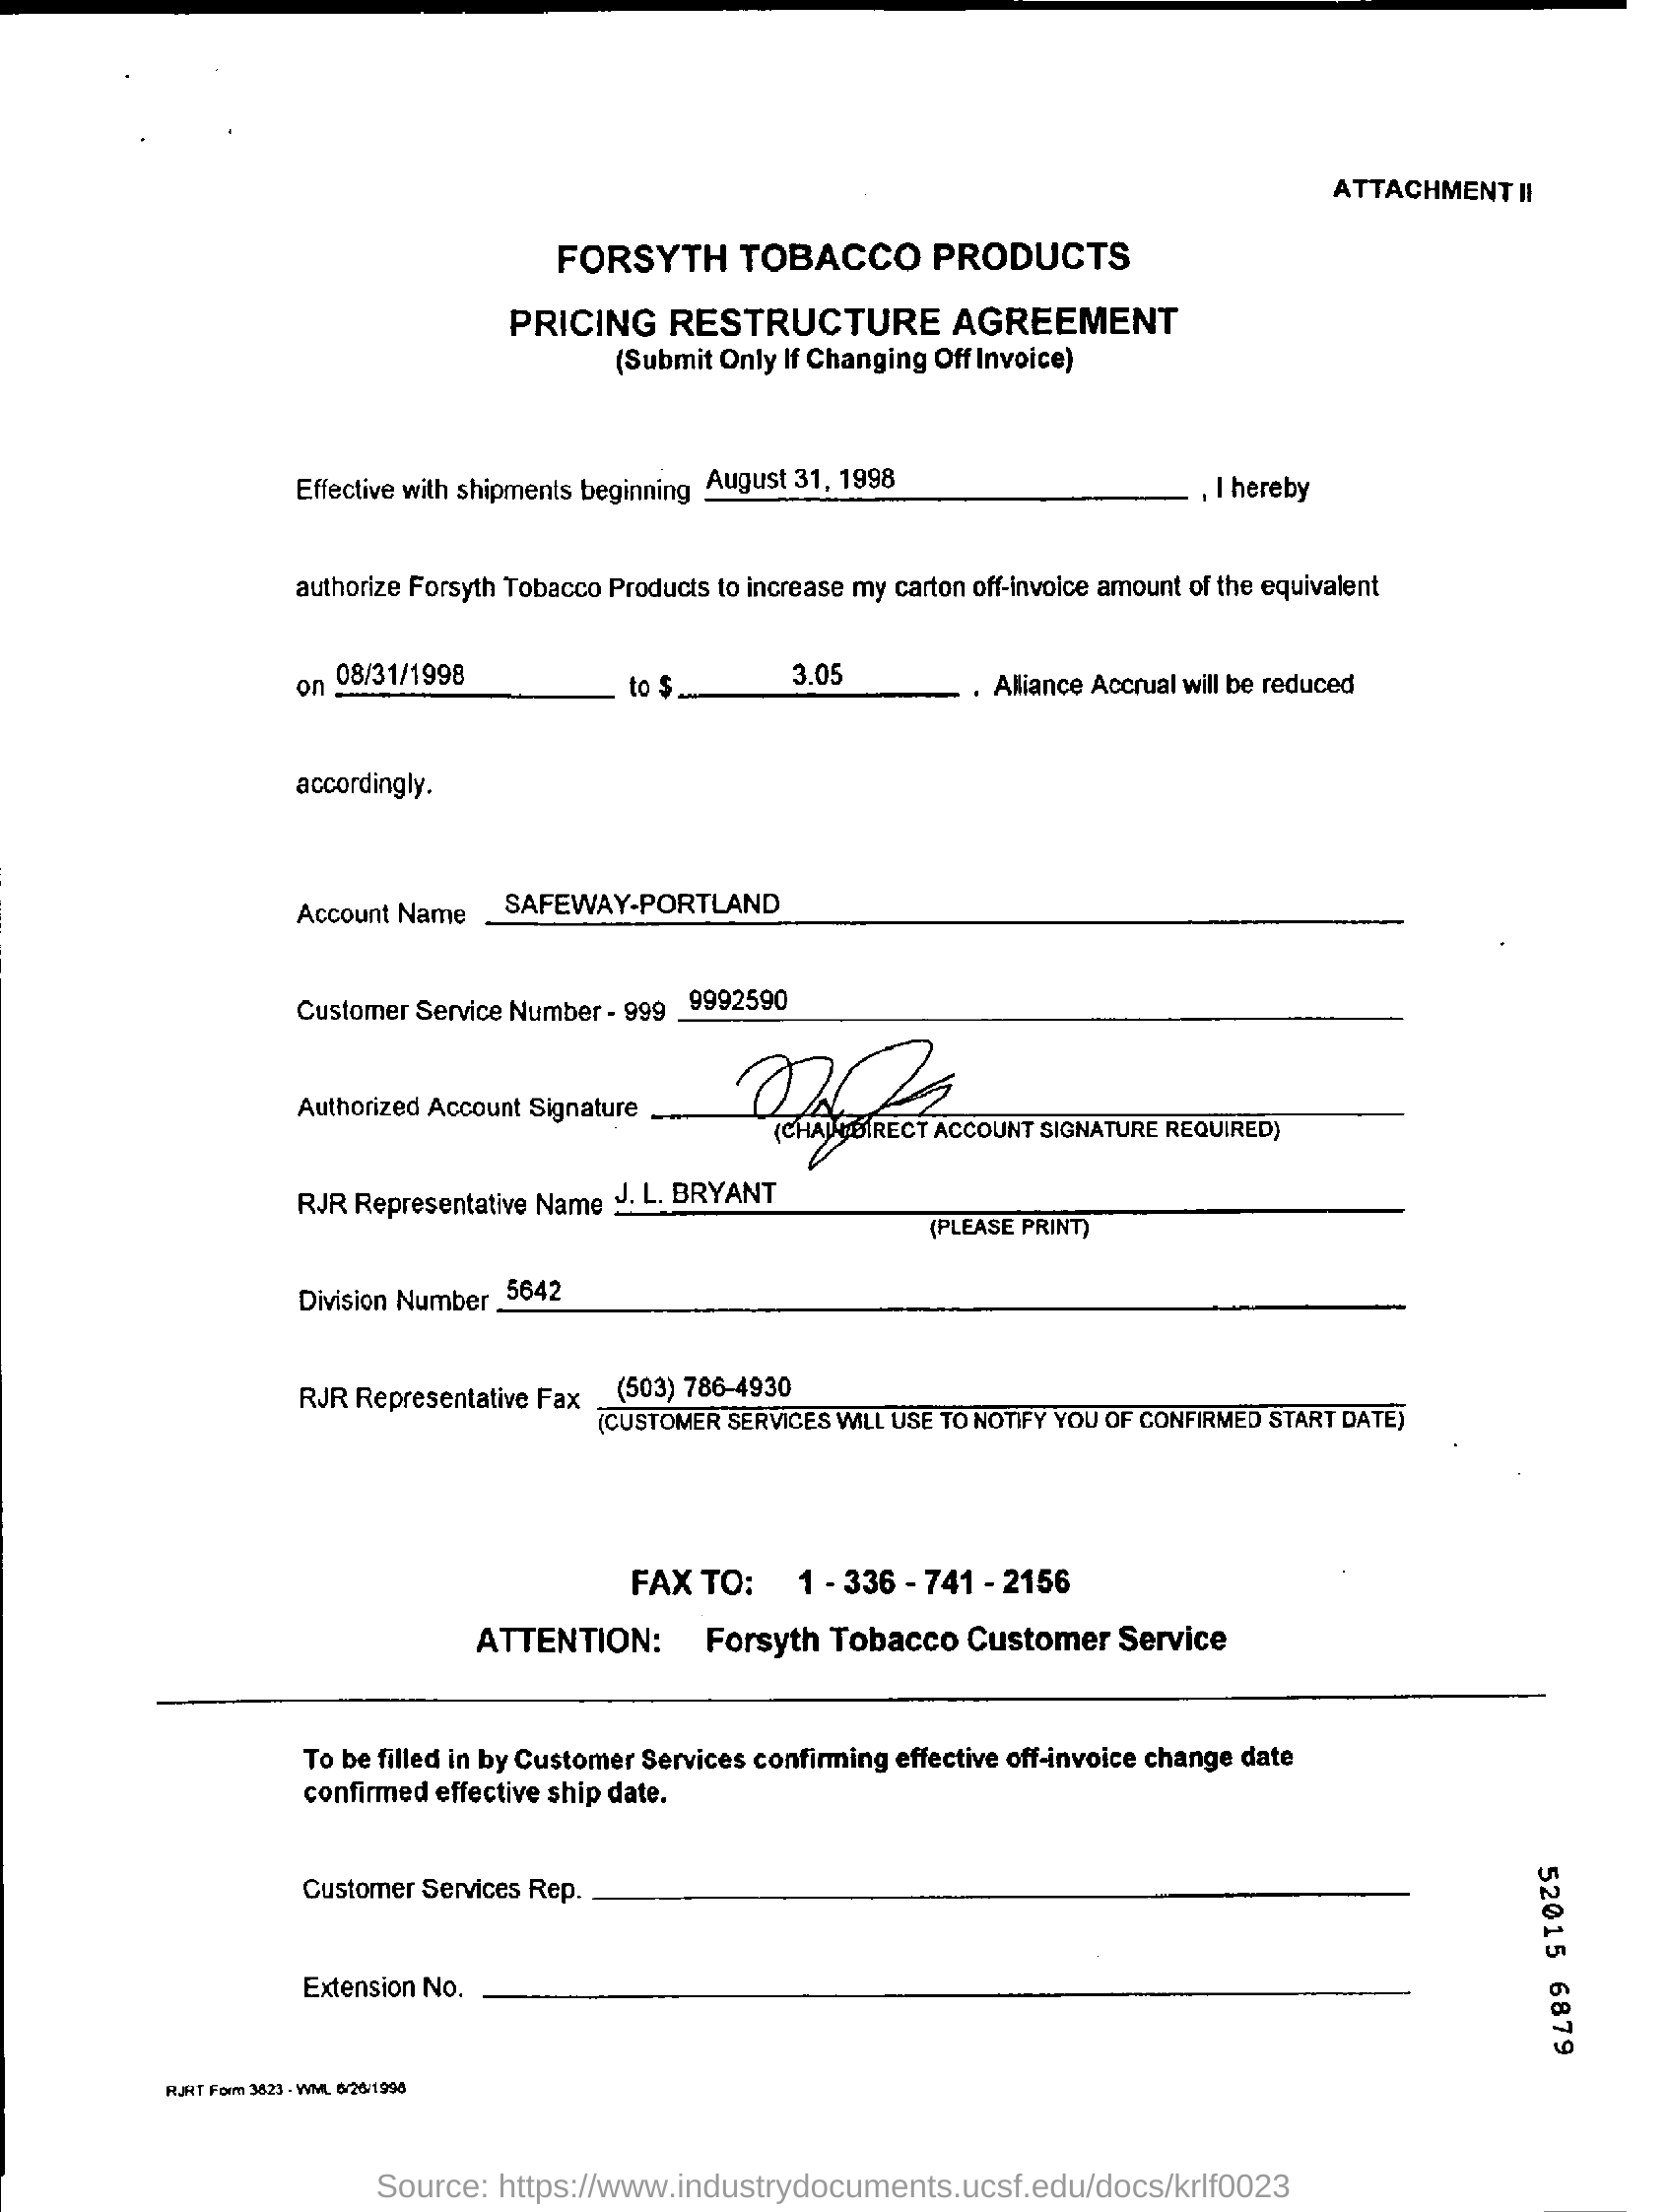 ATTACHMENT II
FORSYTH TOBACCO PRODUCTS
PRICING RESTRUCTURE AGREEMENT
(Submit Only If Changing Off Invoice)
Effective with shipments beginning August 31, 1998 , I hereby
authorize Forsyth Tobacco Products to increase my carton off-invoice amount of the equivalent
on 08/31/1998 to $ 3.05 . Alliance Accrual will be reduced
accordingly.
Account Name SAFEWAY-PORTLAND
Customer Service Number - 999 9992590
Authorized Account Signature
(CHAIN/DIRECT ACCOUNT SIGNATURE REQUIRED)
RJR Representative Name J. L. BRYANT
(PLEASE PRINT)
Division Number 5642
RJR Representative Fax (503) 786-4930
(CUSTOMER SERVICES WILL USE TO NOTIFY YOU OF CONFIRMED START DATE)
FAX TO: 1 - 336 - 741 - 2156
ATTENTION: Forsyth Tobacco Customer Service
To be filled in by Customer Services confirming effective off-invoice change date
confirmed effective ship date.
Customer Services Rep.
Extension No.
52015 6879
RJRT Form 3823 - WML 6/26/1998
Source: https://www.industrydocuments.ucsf.edu/docs/krlf0023